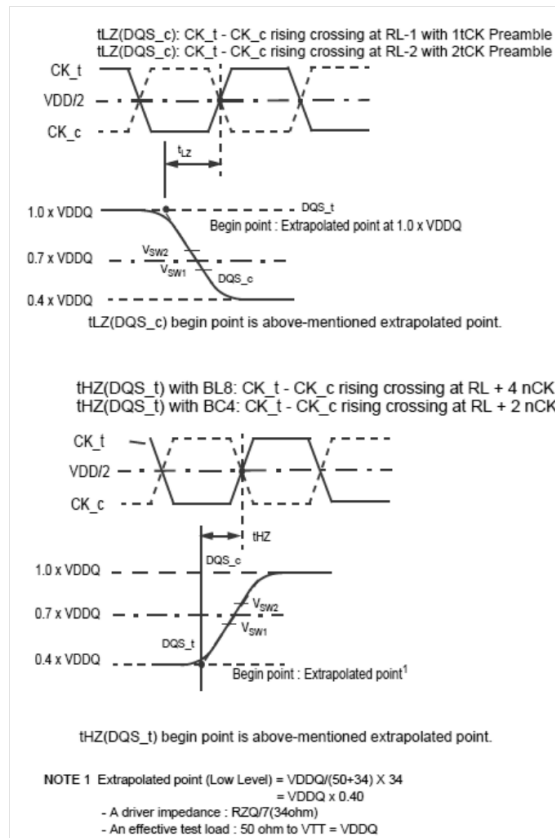 tLZ(DQS_c): CK_t - CK_c rising crossing at RL-1 with 1tCK Preamble
tLZ(DQS_c): CK_t - CK_c rising crossing at RL-2 with 2tCK Preamble
CK_t
VDD/2
CK_c
tLZ
1.0 x VDDQ
DQS_t
Begin point : Extrapolated point at 1.0 x VDDQ
VSW2
0.7 x VDDQ
VSW1
DQS_c
0.4 x VDDQ
tLZ(DQS_c) begin point is above-mentioned extrapolated point.
tHZ(DQS_t) with BL8: CK_t - CK_c rising crossing at RL + 4 nCK
tHZ(DQS_t) with BC4: CK_t - CK_c rising crossing at RL + 2 nCK
CK_t
VDD/2
CK_c
tHZ
DQS_c
1.0 x VDDQ
VSW2
0.7 x VDDQ
VSW1
DQS_t
0.4 x VDDQ
Begin point : Extrapolated point1
tHZ(DQS_t) begin point is above-mentioned extrapolated point.
NOTE 1 Extrapolated point (Low Level) = VDDQ/(50+34) X 34
= VDDQ x 0.40
- A driver impedance : RZQ/7(34ohm)
- An effective test load : 50 ohm to VTT = VDDQ